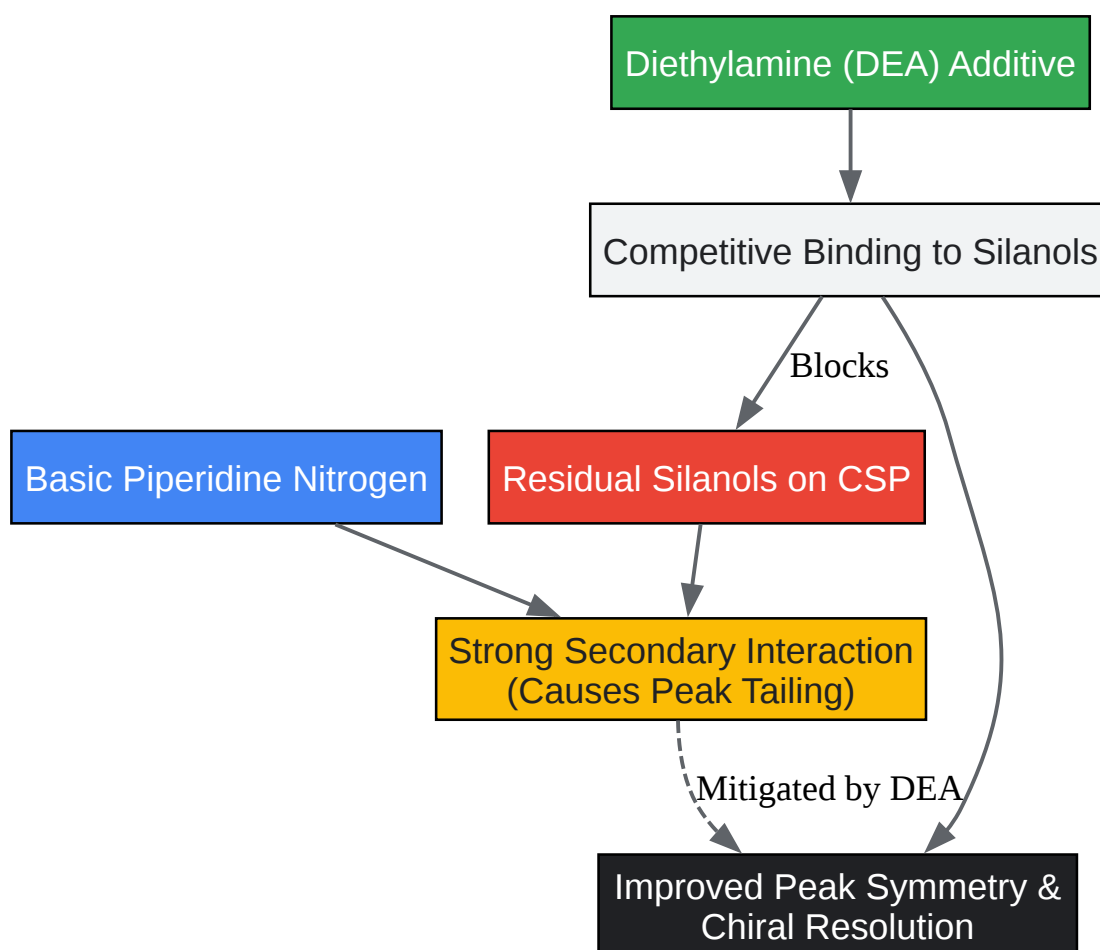 Diethylamine (DEA) Additive
Competitive Binding to Silanols
Blocks
Basic Piperidine Nitrogen
Residual Silanols on CSP
Strong Secondary Interaction
(Causes Peak Tailing)
Mitigated by DEA
Improved Peak Symmetry &
Chiral Resolution